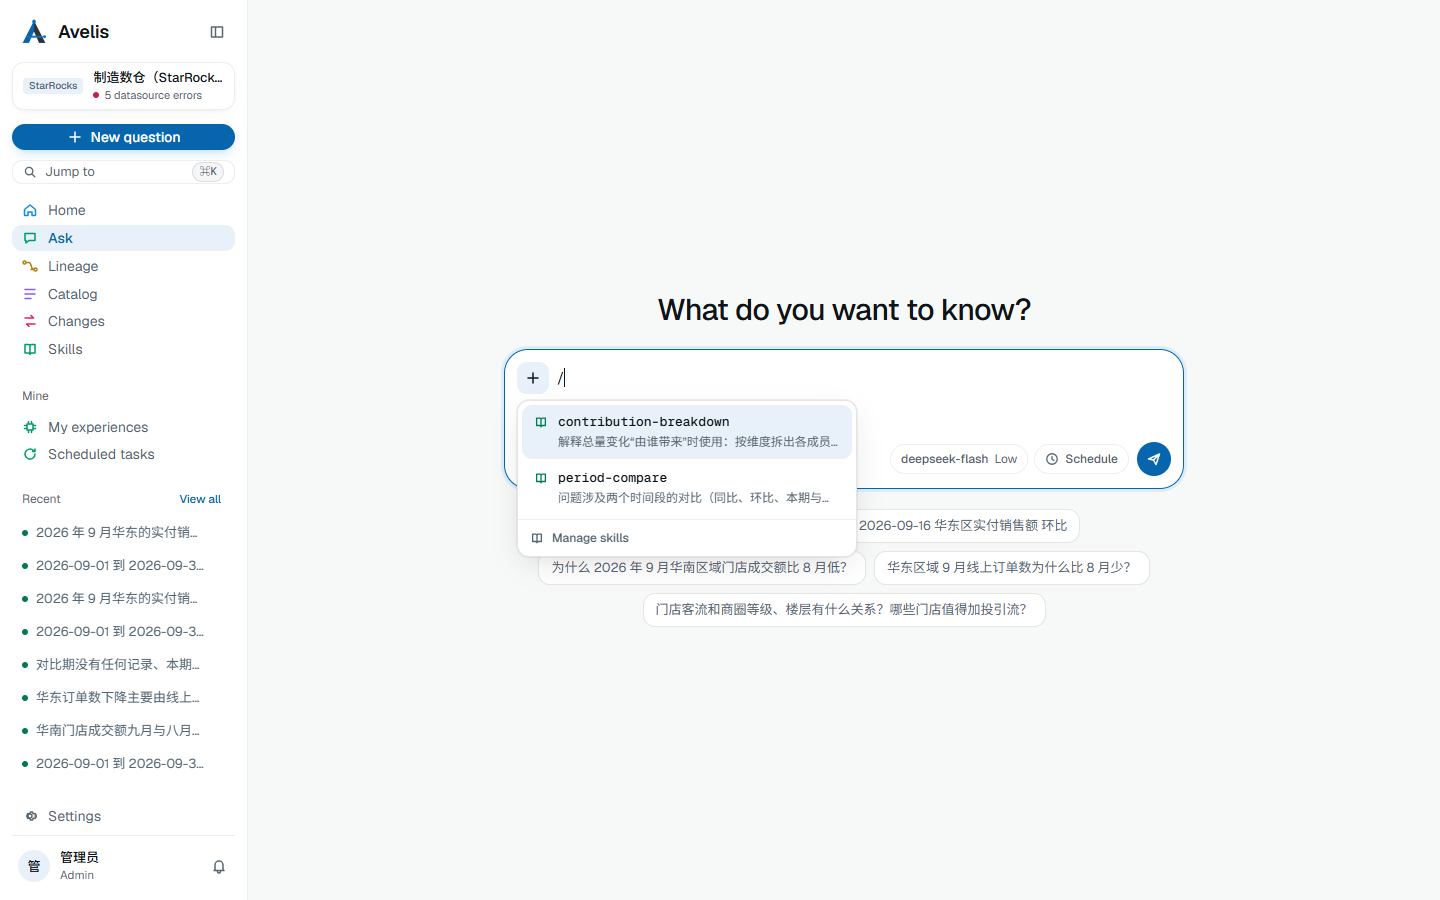 Avelis
StarRocks
制造数仓（StarRock...
5 datasource errors
New question
Jump to
⌘K
Home
Ask
Lineage
Catalog
Changes
Skills
Mine
My experiences
Scheduled tasks
Recent
View all
2026 年 9 月华东的实付销...
2026-09-01 到 2026-09-3...
2026 年 9 月华东的实付销...
2026-09-01 到 2026-09-3...
对比期没有任何记录、本期...
华东订单数下降主要由线上...
华南门店成交额九月与八月...
2026-09-01 到 2026-09-3...
Settings
管
管理员
Admin
What do you want to know?
/
contribution-breakdown
解释总量变化“由谁带来”时使用：按维度拆出各成员...
period-compare
问题涉及两个时间段的对比（同比、环比、本期与...
Manage skills
deepseek-flash Low
Schedule
2026-09-16 华东区实付销售额 环比
为什么 2026 年 9 月华南区域门店成交额比 8 月低？
华东区域 9 月线上订单数为什么比 8 月少？
门店客流和商圈等级、楼层有什么关系？哪些门店值得加投引流？